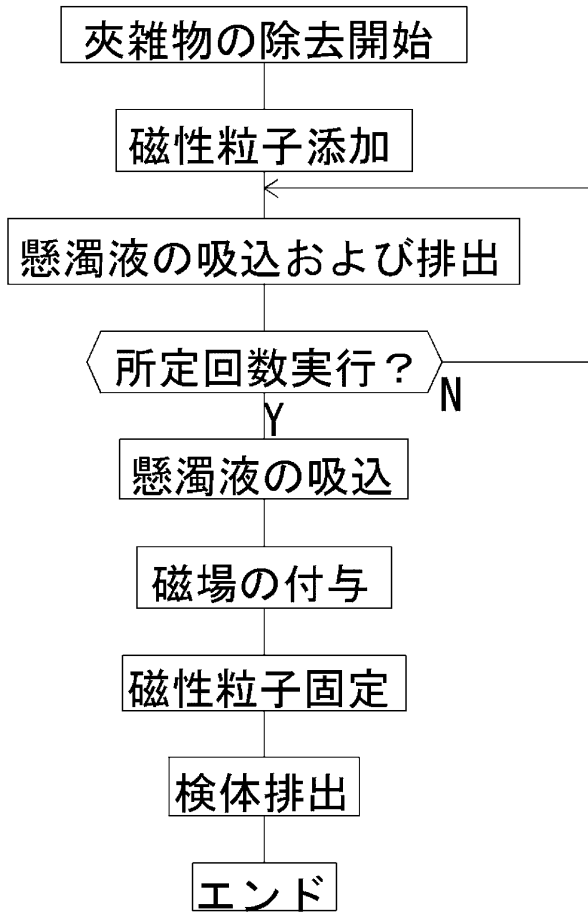 夾雑物の除去開始
磁性粒子添加
懸濁液の吸込および排出
所定回数実行？
N
Y
懸濁液の吸込
磁場の付与
磁性粒子固定
検体排出
エンド